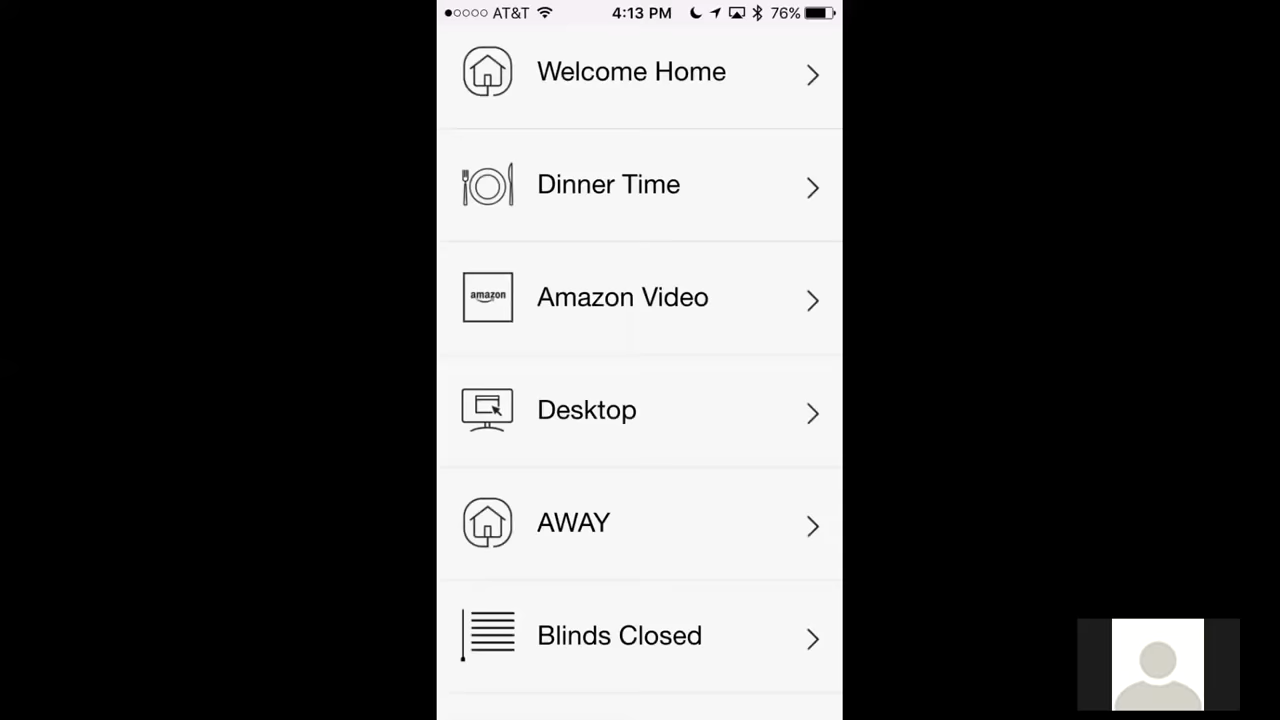 AT&T 4:13 PM 76%
Welcome Home
Dinner Time
amazon
Amazon Video
Desktop
AWAY
Blinds Closed